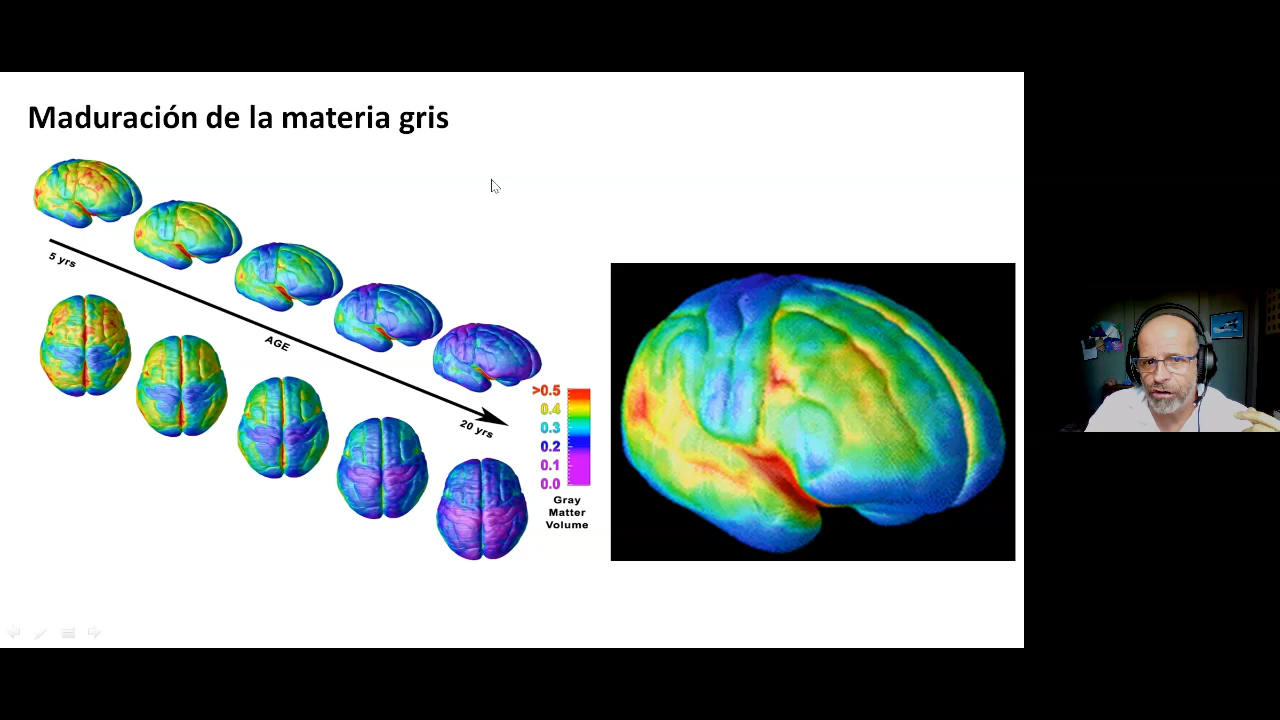 Maduración de la materia gris
5 yrs
AGE
20 yrs
>0.5
0.4
0.3
0.2
0.1
0.0
Gray
Matter
Volume